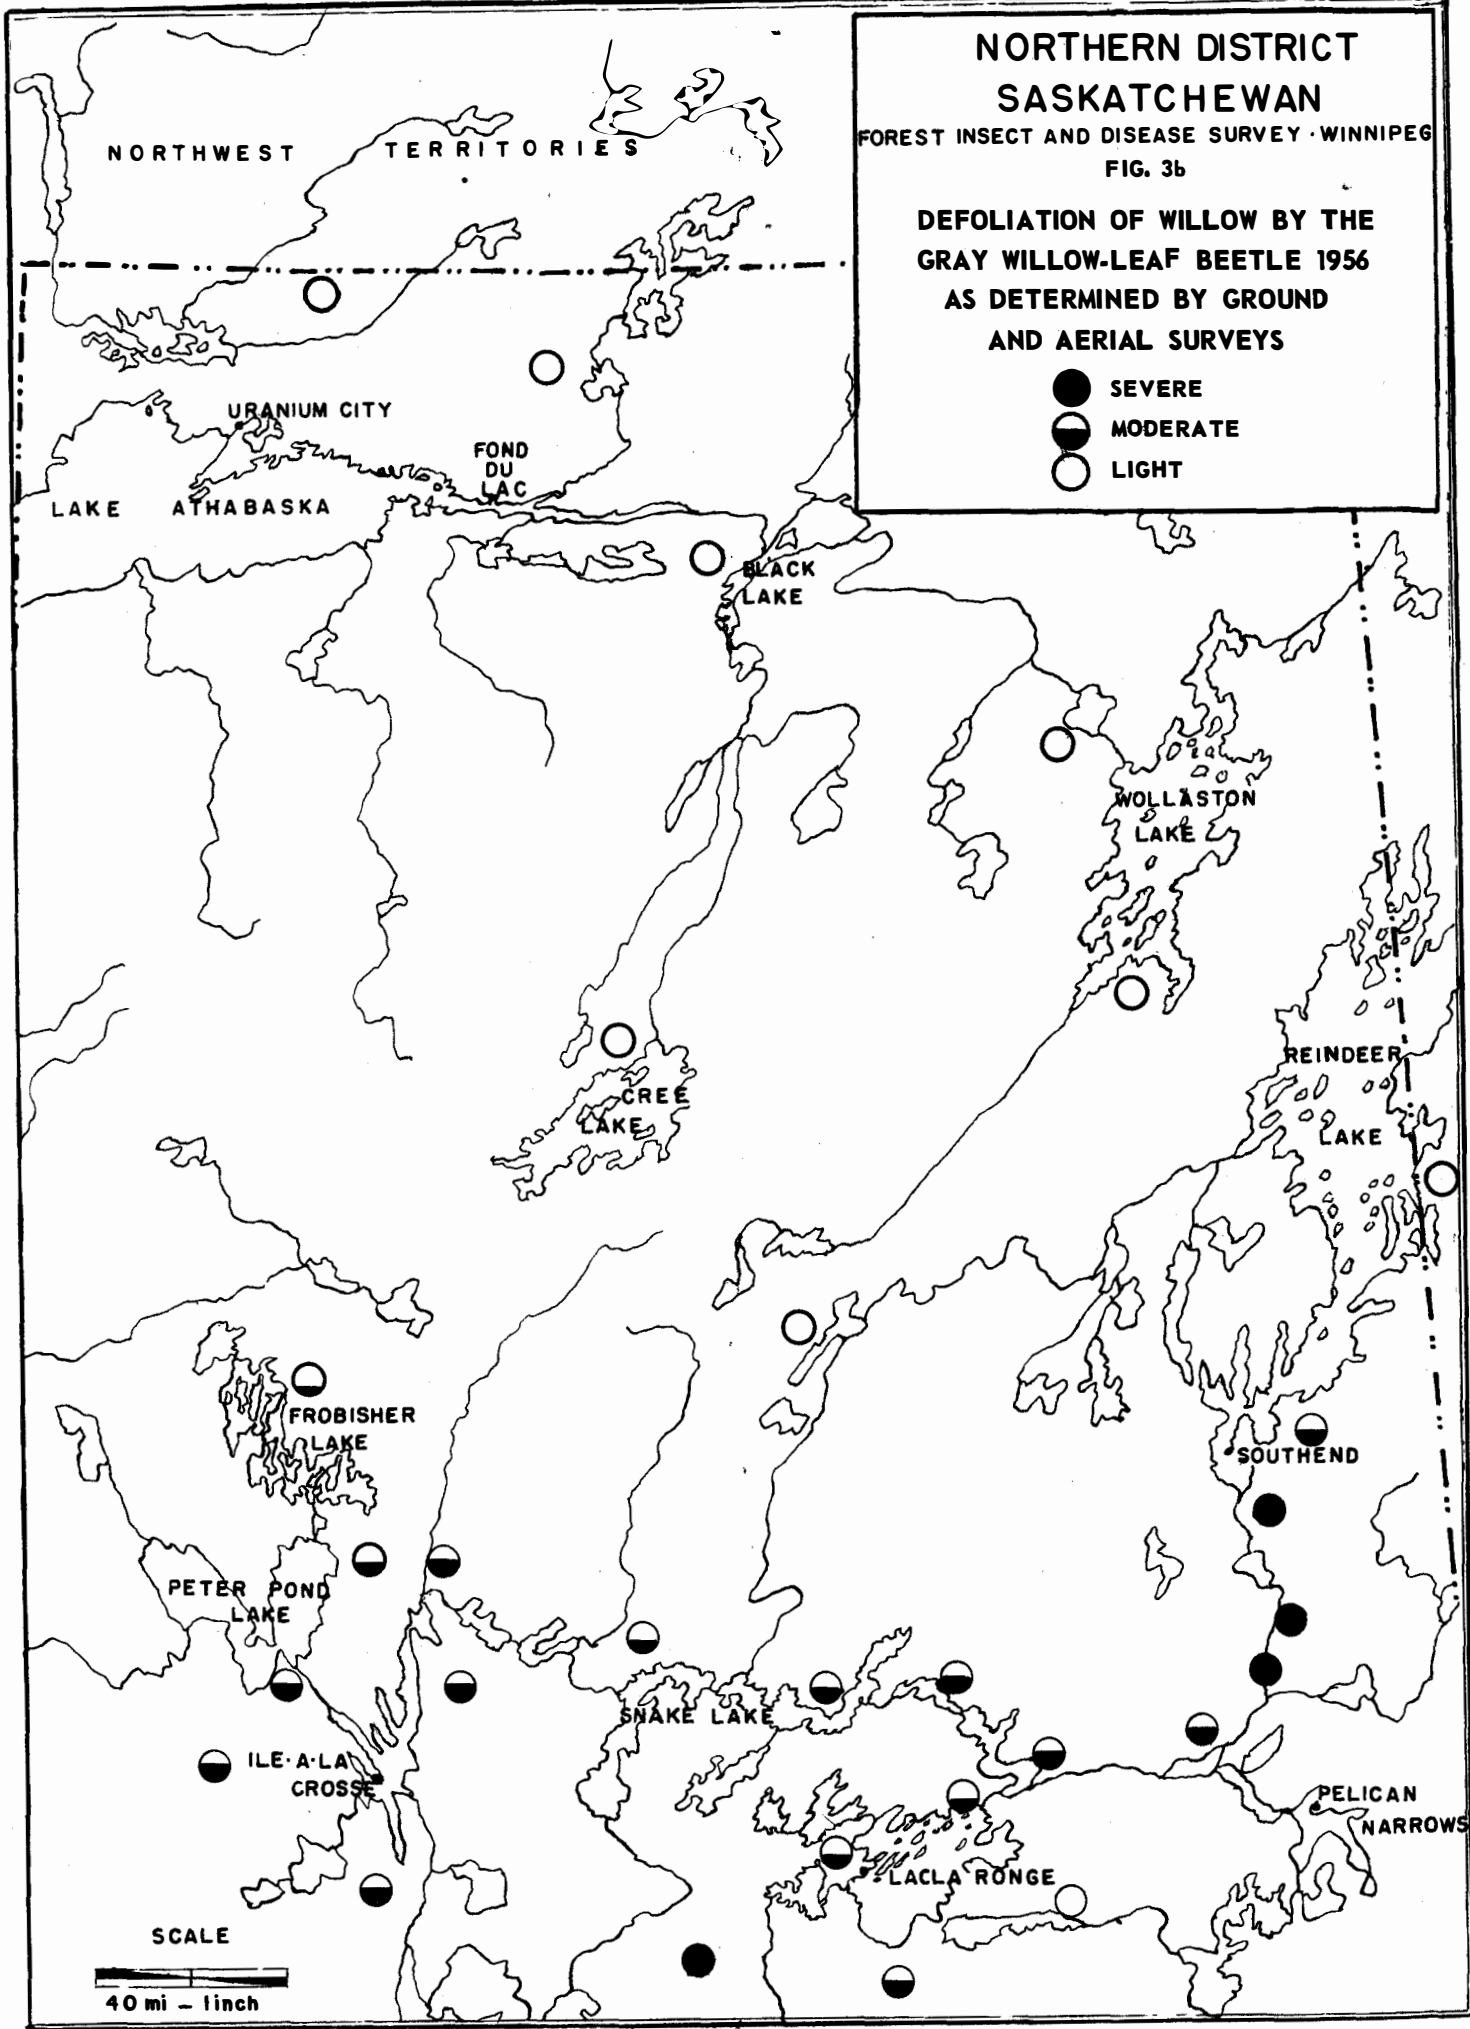 NORTHERN DISTRICT
SASKATCHEWAN
FOREST INSECT AND DISEASE SURVEY · WINNIPEG
FIG. 3b
DEFOLIATION OF WILLOW BY THE
GRAY WILLOW-LEAF BEETLE 1956
AS DETERMINED BY GROUND
AND AERIAL SURVEYS
SEVERE
MODERATE
LIGHT
NORTHWEST TERRITORIES
URANIUM CITY
FOND
DU
LAC
LAKE ATHABASKA
BLACK
LAKE
WOLLASTON
LAKE
REINDEER
LAKE
CREE
LAKE
FROBISHER
LAKE
SOUTHEND
PETER POND
LAKE
SNAKE LAKE
ILE·A·LA
CROSSE
PELICAN
NARROWS
LACLA RONGE
SCALE
40 mi – 1inch